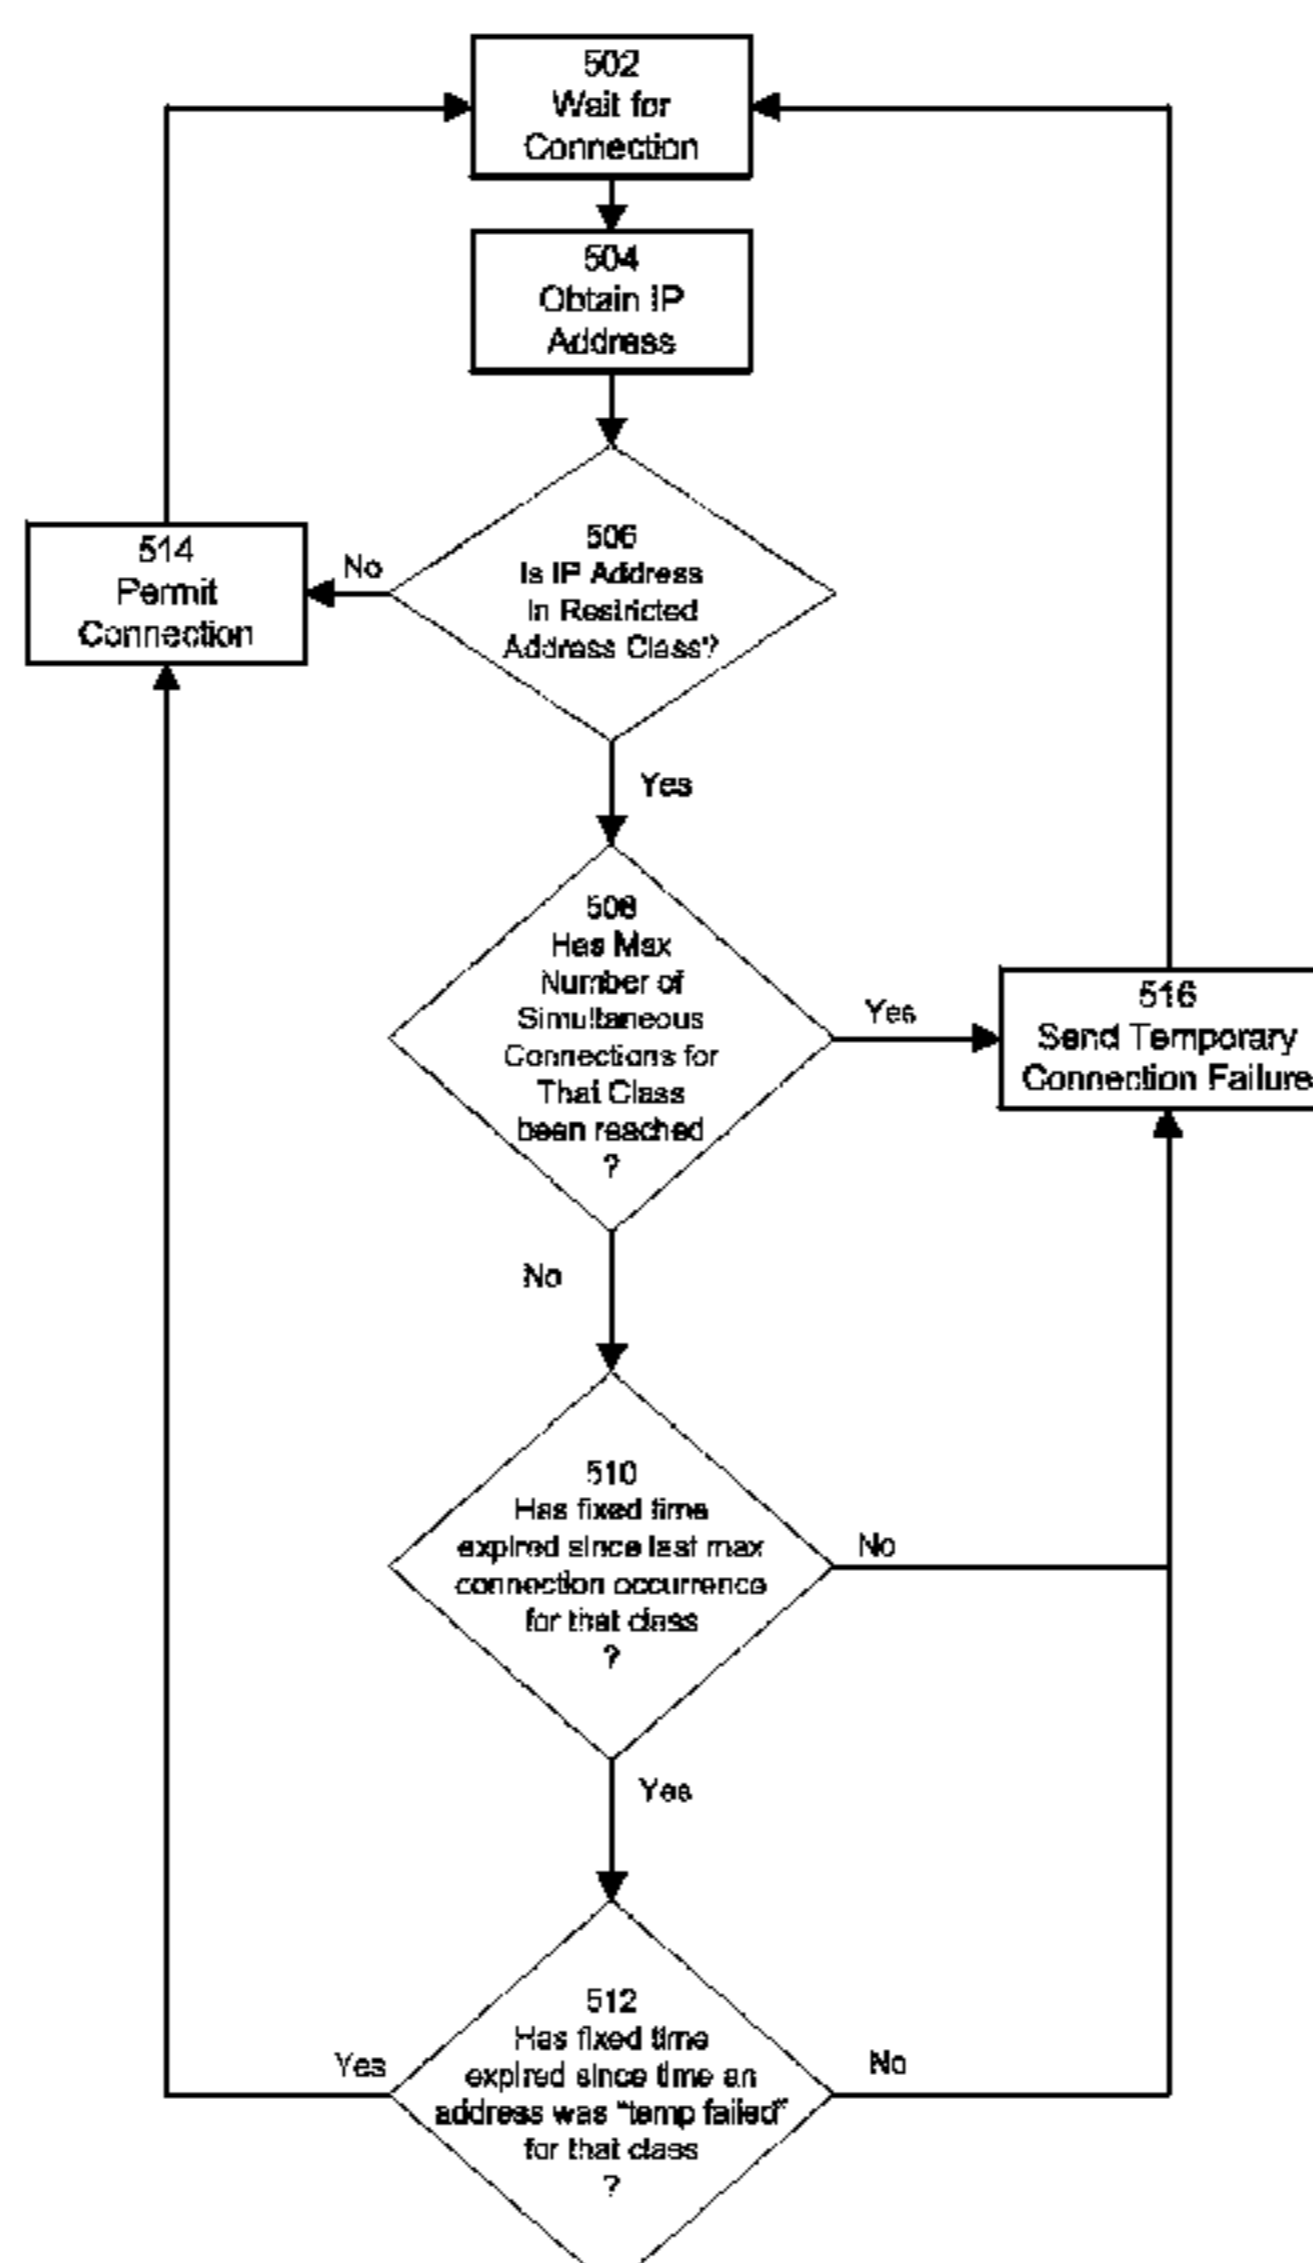 502
Wait for
Connection
504
Obtain IP
Address
506
Is IP Address
In Restricted
Address Class?
No
514
Permit
Connection
Yes
508
Has Max
Number of
Simultaneous
Connections for
That Class
been reached
?
Yes
516
Send Temporary
Connection Failure
No
510
Has fixed time
expired since last max
connection occurrence
for that class
?
No
Yes
512
Has fixed time
expired since time an
address was "temp failed"
for that class
?
Yes
No